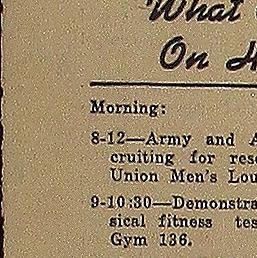 What
On H
Morning:
8-12—Army and A
cruiting for rese
Union Men's Lou
9-10:30—Demonstra
sical fitness tes
Gym 136.